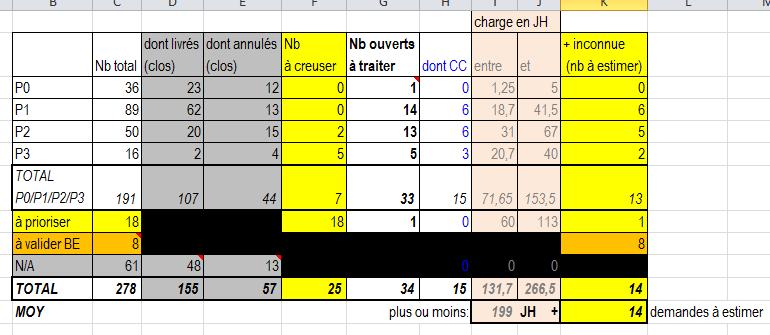 B C D E F G H I J K L M
charge en JH
Nb total dont livrés (clos) dont annulés (clos) Nb à creuser Nb ouverts à traiter dont CC entre et + inconnue (nb à estimer)
P0 36 23 12 0 1 0 1,25 5 0
P1 89 62 13 0 14 6 18,7 41,5 6
P2 50 20 15 2 13 6 31 67 5
P3 16 2 4 5 5 3 20,7 40 2
TOTAL
P0/P1/P2/P3 191 107 44 7 33 15 71,65 153,5 13
à prioriser 18 18 1 0 60 113 1
à valider BE 8 8
N/A 61 48 13 0 0 0
TOTAL 278 155 57 25 34 15 131,7 266,5 14
MOY plus ou moins: 199 JH + 14 demandes à estimer